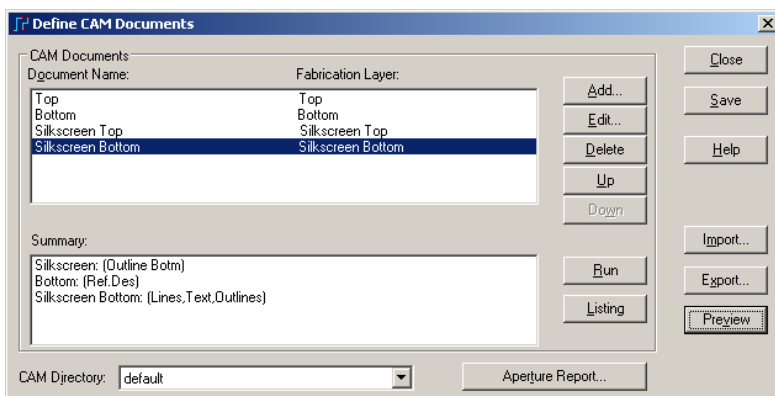 Define CAM Documents
CAM Documents
Document Name: Fabrication Layer:
Top Top
Bottom Bottom
Silkscreen Top Silkscreen Top
Silkscreen Bottom Silkscreen Bottom
Add...
Edit...
Delete
Up
Down
Summary:
Silkscreen: (Outline Botm)
Bottom: (Ref.Des)
Silkscreen Bottom: (Lines,Text,Outlines)
Run
Listing
CAM Directory: default
Aperture Report...
Close
Save
Help
Import...
Export...
Preview